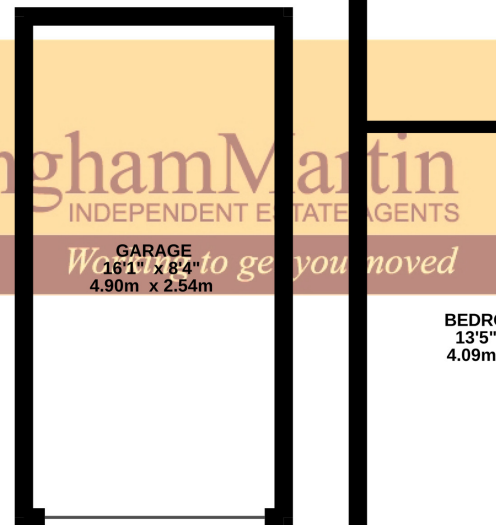 nghamMartin
INDEPENDENT ESTATE AGENTS
Working to get you moved
GARAGE
16'1" x 8'4"
4.90m x 2.54m
BEDRO
13'5"
4.09m